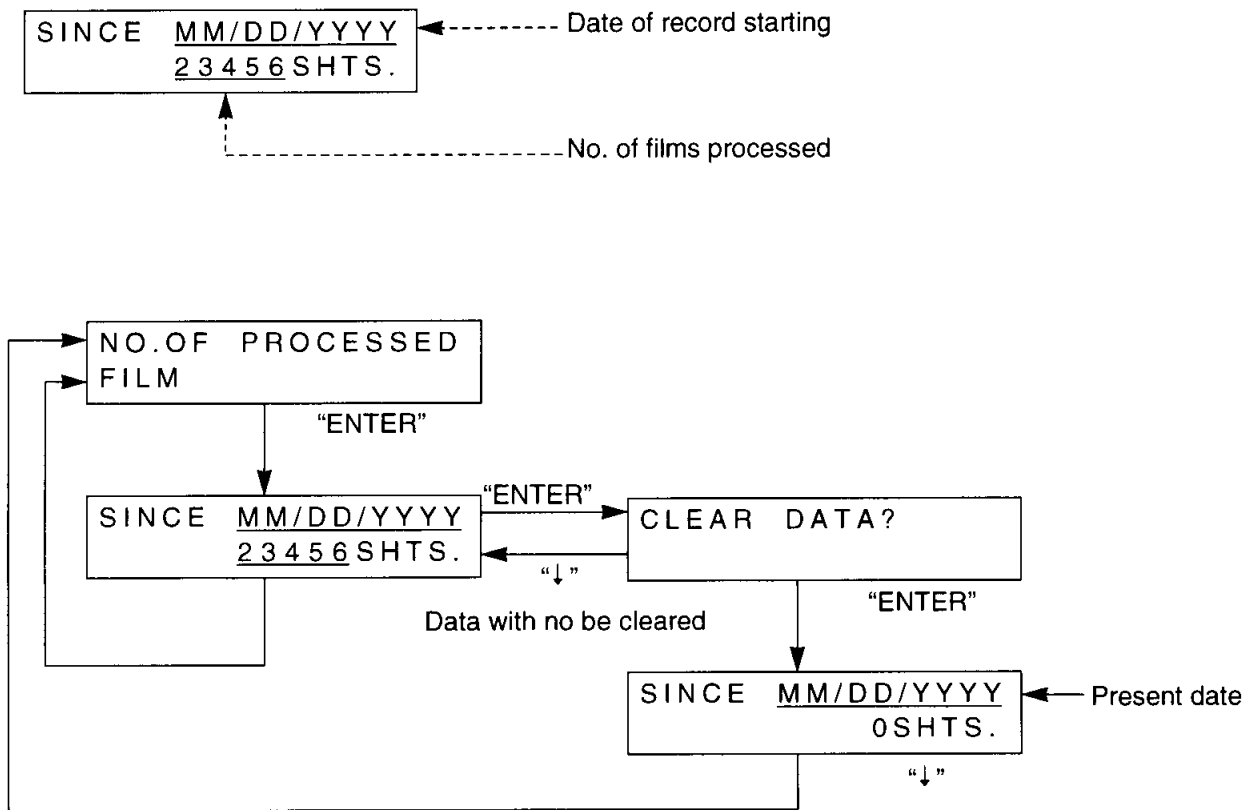 SINCE MM/DD/YYYY
23456SHTS.
Date of record starting
No. of films processed
NO.OF PROCESSED
FILM
“ENTER”
SINCE MM/DD/YYYY
23456SHTS.
“ENTER”
“↓”
Data with no be cleared
CLEAR DATA?
“ENTER”
SINCE MM/DD/YYYY
0SHTS.
Present date
“↓”